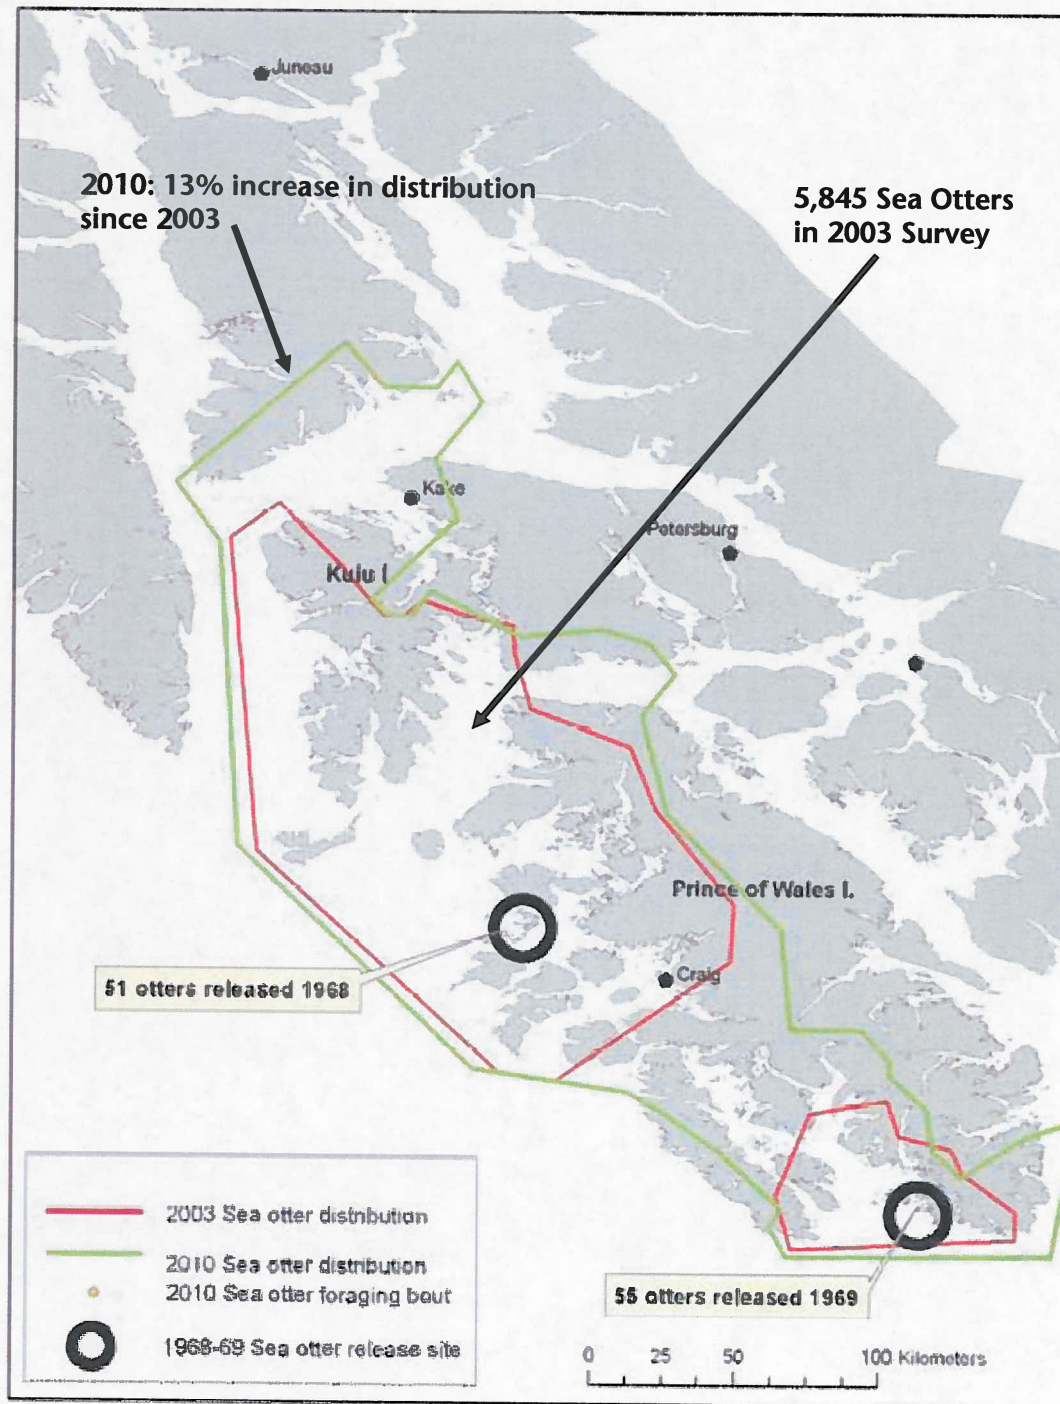 Juneau
2010: 13% increase in distribution
since 2003
5,845 Sea Otters
in 2003 Survey
Kake
Petersburg
Kuiu I
Prince of Wales I.
Craig
51 otters released 1968
55 otters released 1969
2003 Sea otter distribution
2010 Sea otter distribution
2010 Sea otter foraging bout
1968-69 Sea otter release site
0 25 50 100 Kilometers